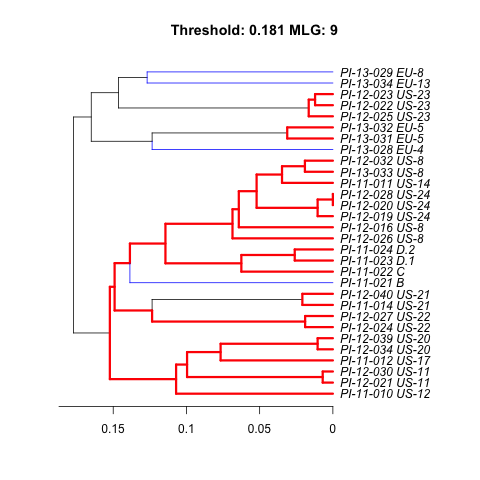 Threshold: 0.181 MLG: 9
PI-13-029 EU-8
PI-13-034 EU-13
PI-12-023 US-23
PI-12-022 US-23
PI-12-025 US-23
PI-13-032 EU-5
PI-13-031 EU-5
PI-13-028 EU-4
PI-12-032 US-8
PI-13-033 US-8
PI-11-011 US-14
PI-12-028 US-24
PI-12-020 US-24
PI-12-019 US-24
PI-12-016 US-8
PI-12-026 US-8
PI-11-024 D.2
PI-11-023 D.1
PI-11-022 C
PI-11-021 B
PI-12-040 US-21
PI-11-014 US-21
PI-12-027 US-22
PI-12-024 US-22
PI-12-039 US-20
PI-12-034 US-20
PI-11-012 US-17
PI-12-030 US-11
PI-12-021 US-11
PI-11-010 US-12
0.15 0.1 0.05 0